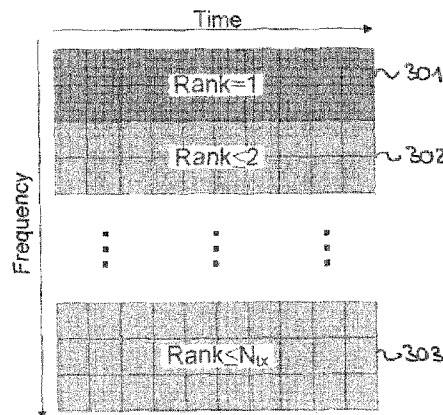 Time
Frequency
Rank=1
301
Rank≤2
302
Rank≤Ntx
303